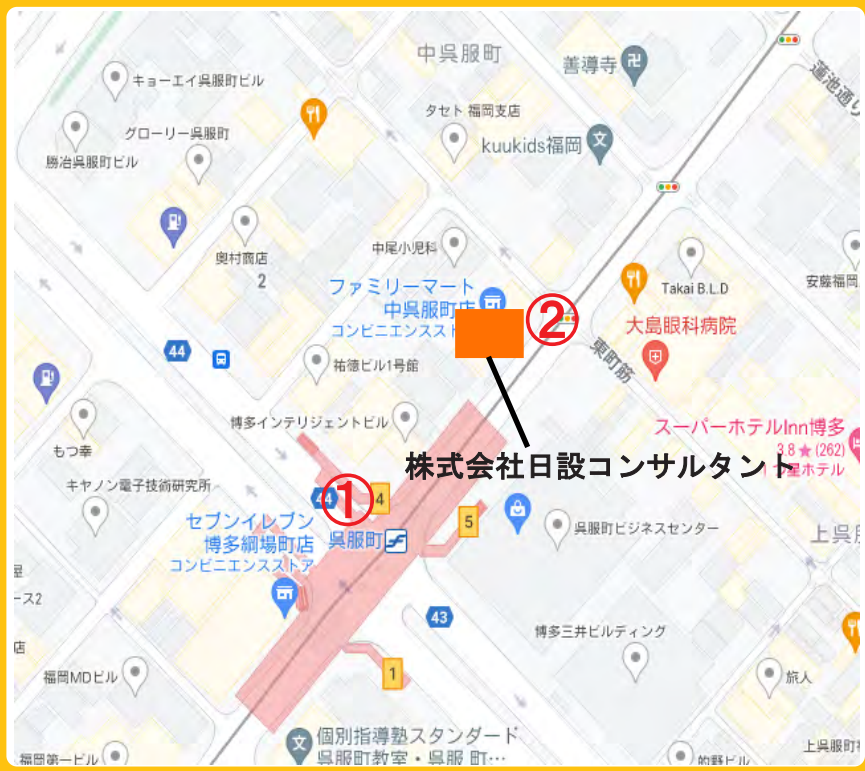 中呉服町
善導寺
蓮池通り
キョーエイ呉服町ビル
タセト 福岡支店
グローリー呉服町
勝冶呉服町ビル
kuukids福岡
奥村商店
2
中尾小児科
ファミリーマート
中呉服町店
コンビニエンススト
②
Takai B.L.D
安藤福岡
大島眼科病院
東町筋
44
祐徳ビル1号館
博多インテリジェントビル
もつ幸
スーパーホテルInn博多
3.8★(262)
星ホテル
株式会社日設コンサルタント
キヤノン電子技術研究所
44
①
4
セブンイレブン
博多綱場町店
コンビニエンスストア
呉服町
5
呉服町ビジネスセンター
上呉服
ース2
店
43
博多三井ビルディング
福岡MDビル
1
旅人
個別指導塾スタンダード
呉服町教室・呉服 町…
福岡第一ビル
的野ビル
上呉服町